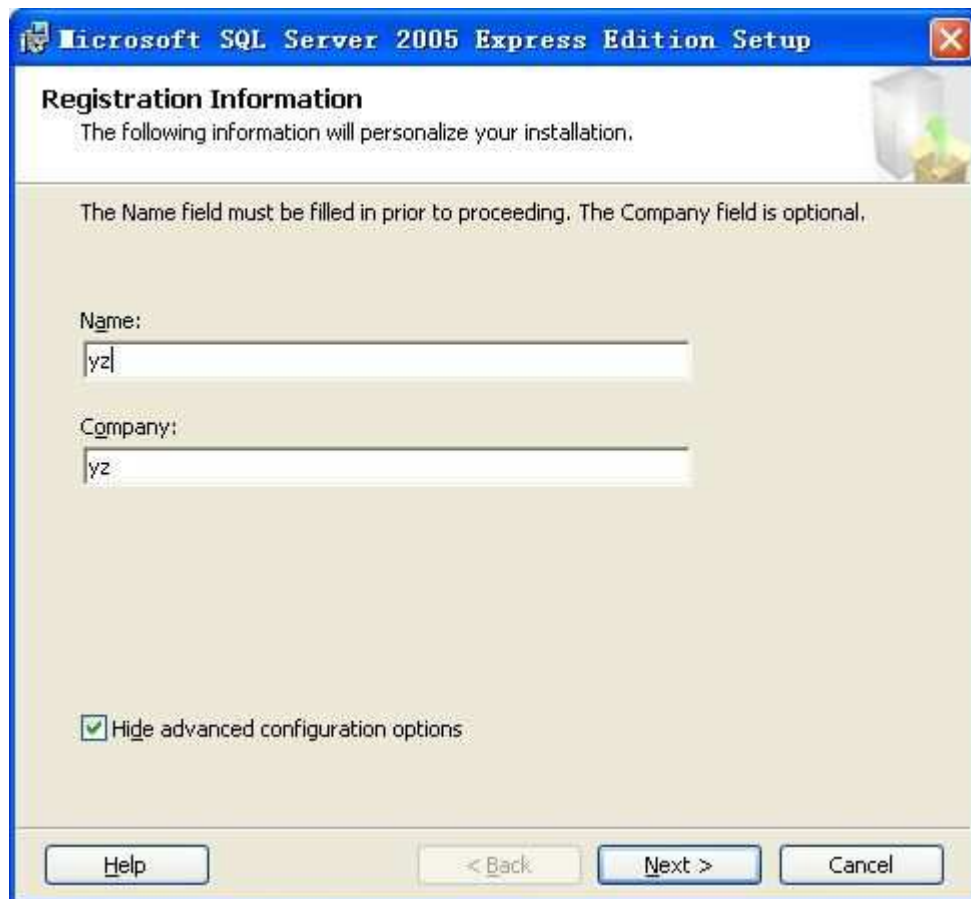 Microsoft SQL Server 2005 Express Edition Setup
Registration Information
The following information will personalize your installation.
The Name field must be filled in prior to proceeding. The Company field is optional.
Name:
yz
Company:
yz
Hide advanced configuration options
Help
< Back
Next >
Cancel